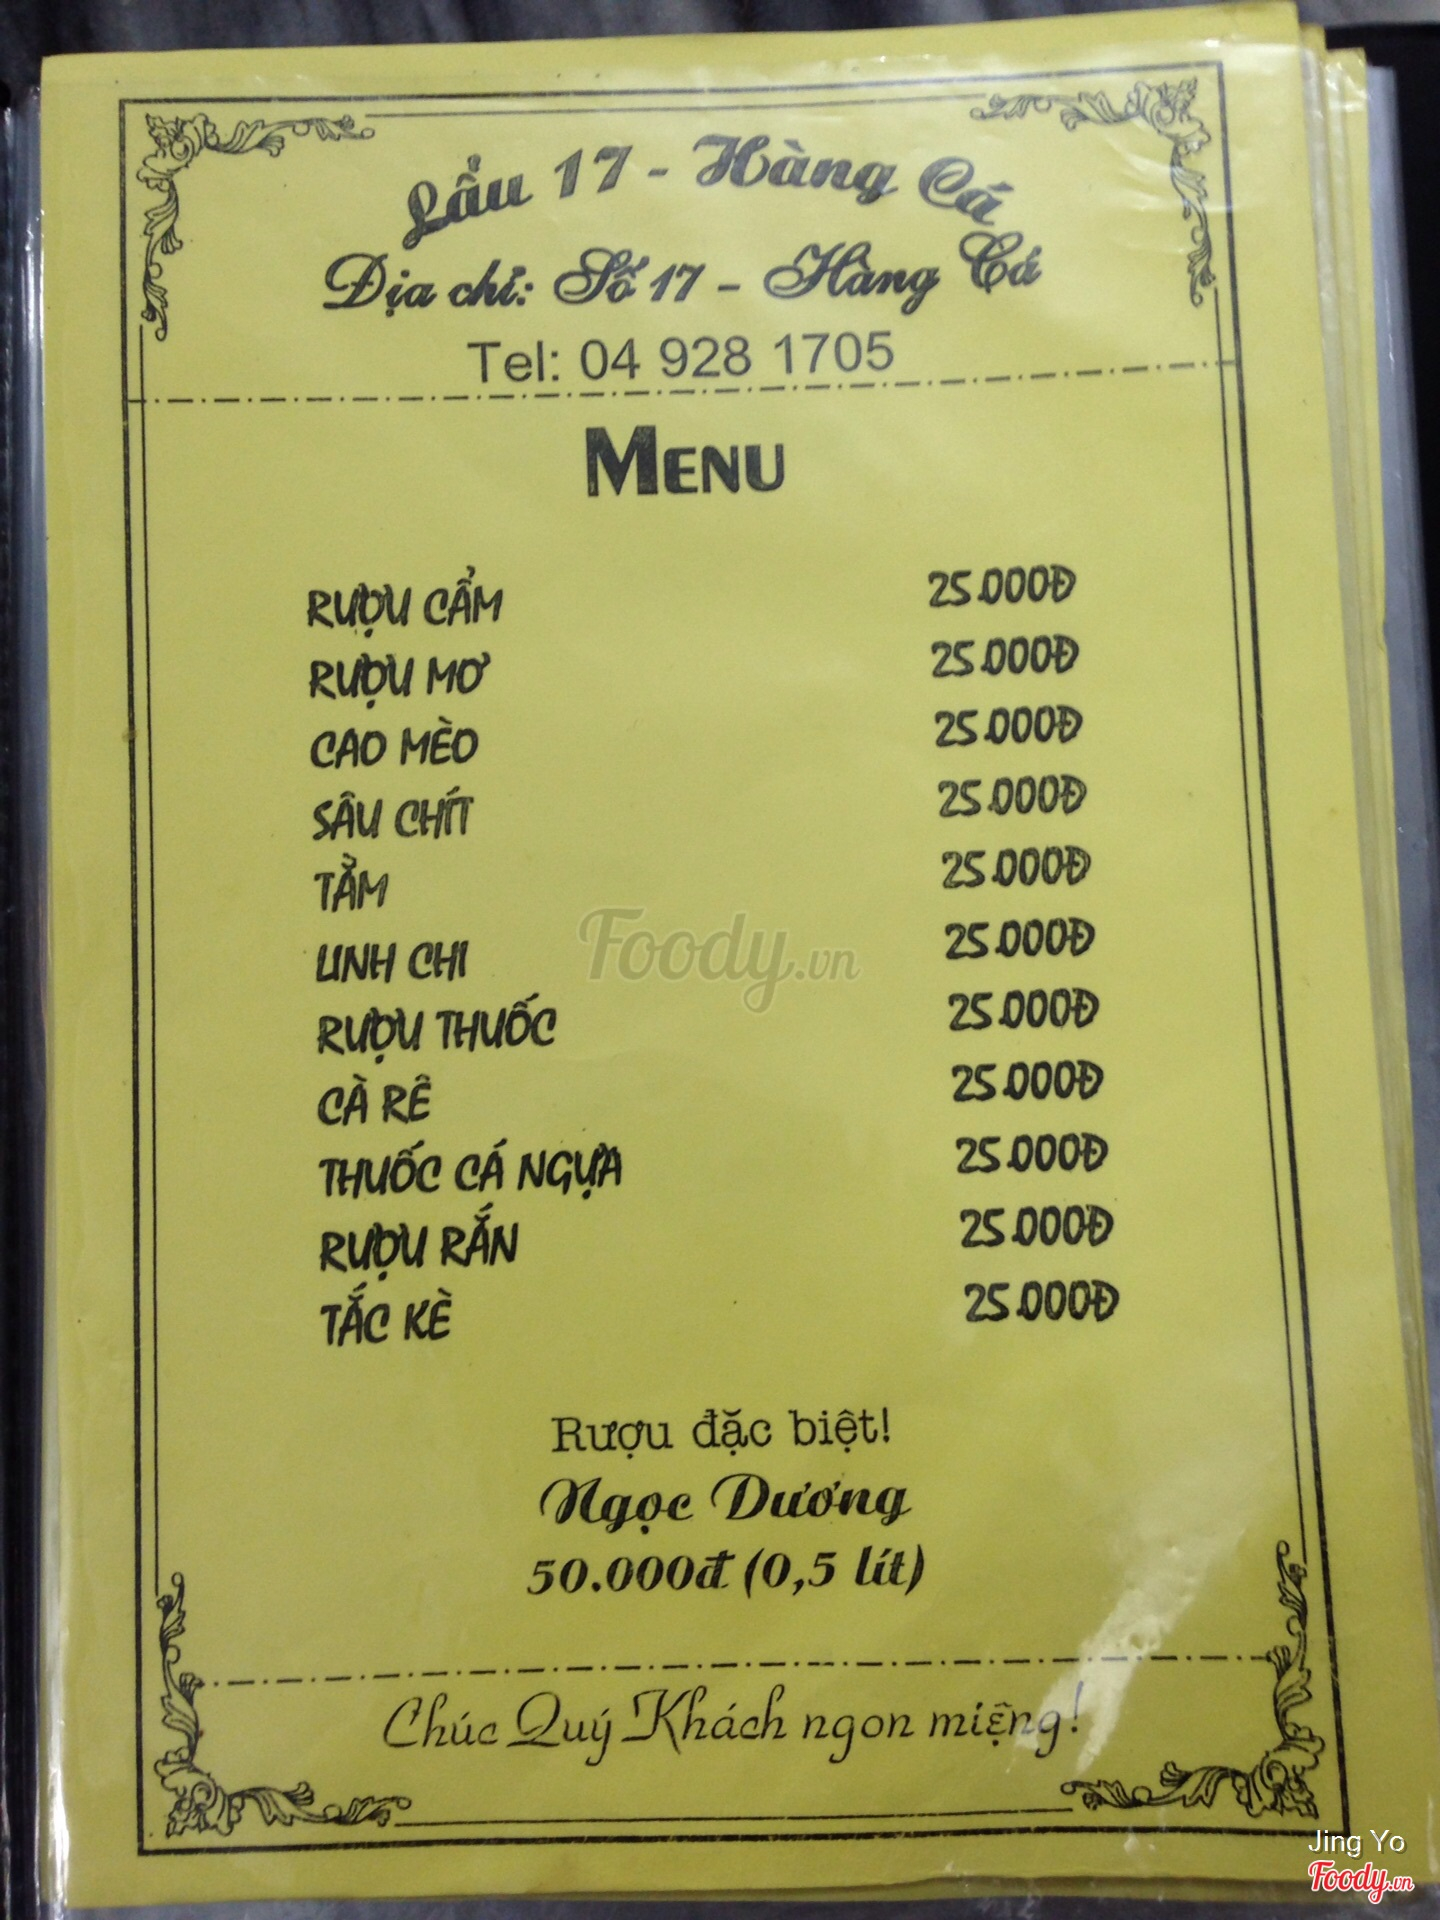 Lẩu 17 - Hàng Cá
Địa chỉ: Số 17 - Hàng Cá
Tel: 04 928 1705
MENU
RƯỢU CẨM 25.000Đ
RƯỢU MƠ 25.000Đ
CAO MÈO 25.000Đ
SÂU CHÍT 25.000Đ
TẰM 25.000Đ
LINH CHI 25.000Đ
RƯỢU THUỐC 25.000Đ
CÀ RÊ 25.000Đ
THUỐC CÁ NGỰA 25.000Đ
RƯỢU RẮN 25.000Đ
TẮC KÈ 25.000Đ
Foody.vn
Rượu đặc biệt!
Ngọc Dương
50.000đ (0,5 lít)
Chúc Quý Khách ngon miệng!
Jing Yo
Foody.vn